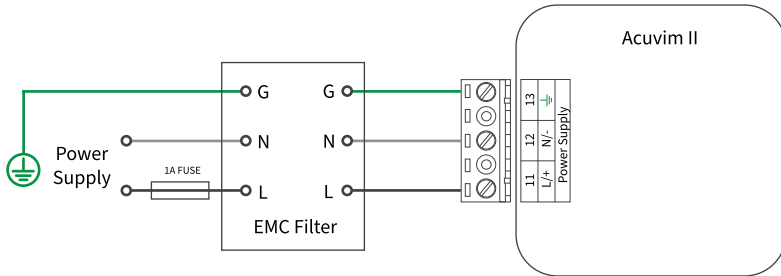 Acuvim II
G
G
13
N
N
12
N/-
Power
Supply
1A FUSE
L
L
11
L/+
Power Supply
EMC Filter